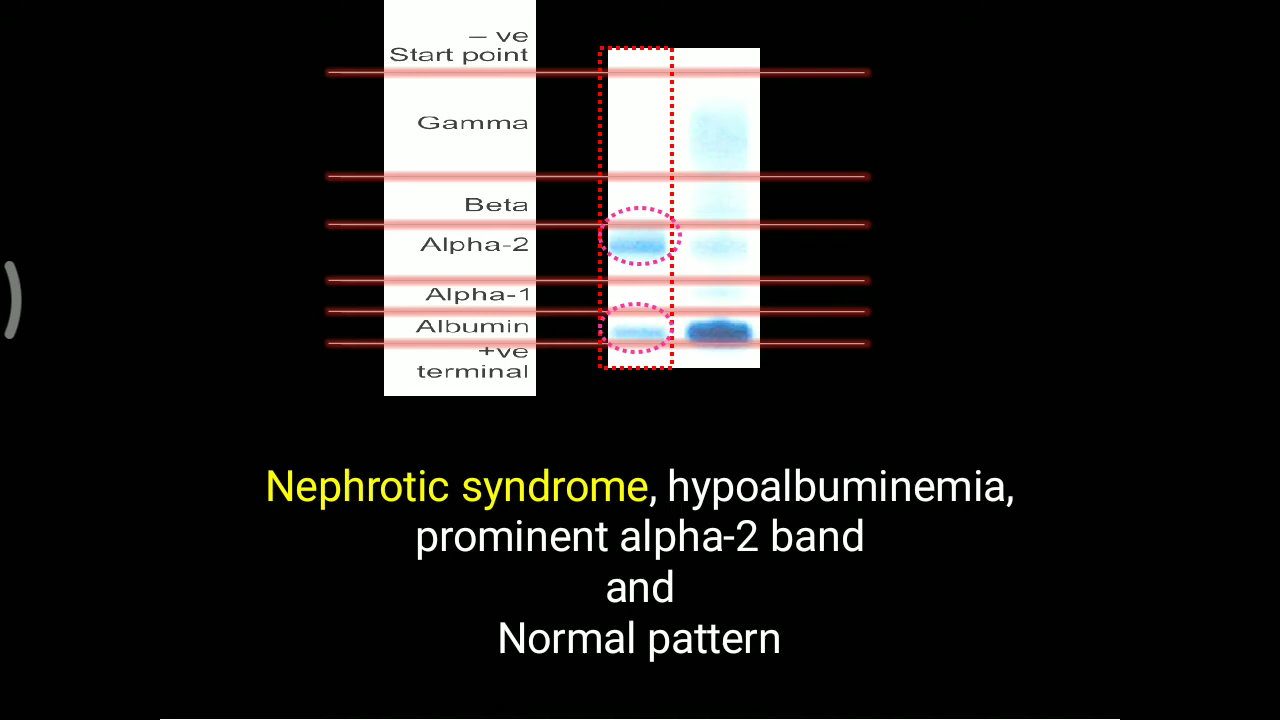 – ve
Start point
Gamma
Beta
Alpha-2
Alpha-1
Albumin
+ve
terminal
Nephrotic syndrome, hypoalbuminemia,
prominent alpha-2 band
and
Normal pattern